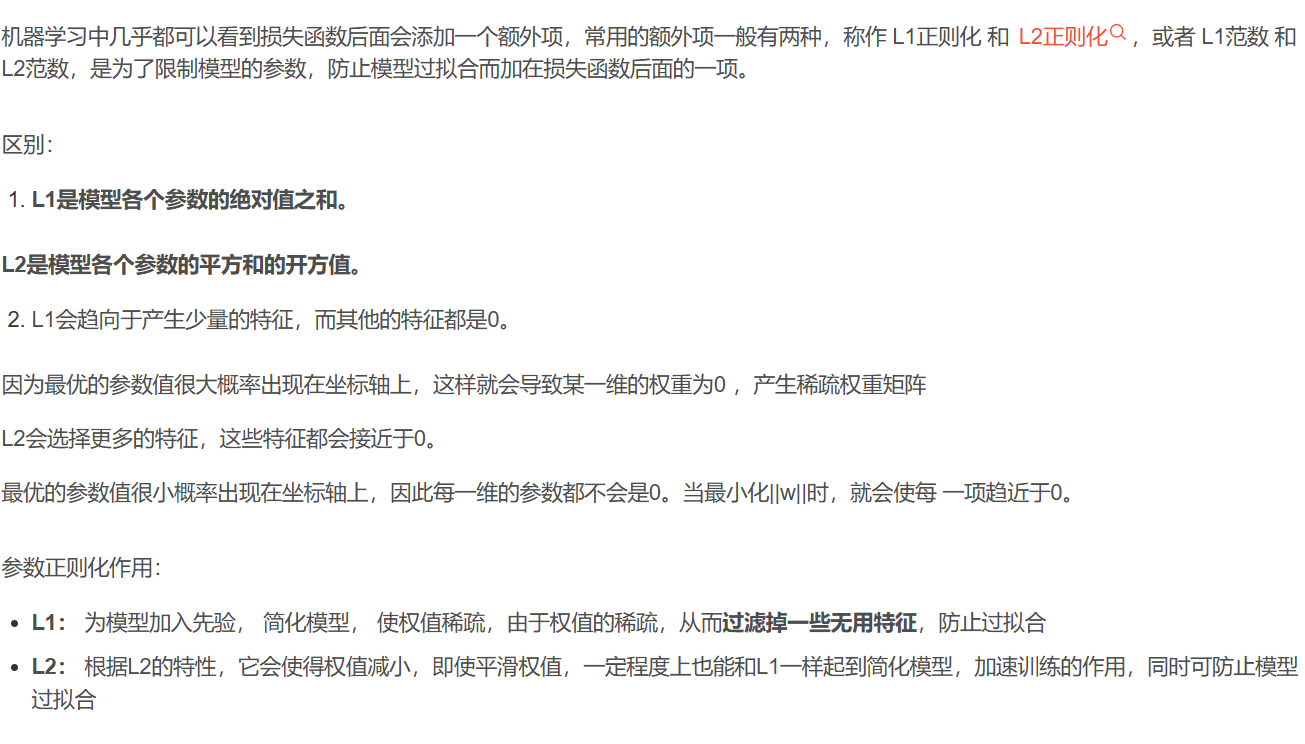 机器学习中几乎都可以看到损失函数后面会添加一个额外项，常用的额外项一般有两种，称作 L1正则化 和 L2正则化，或者 L1范数 和
L2范数，是为了限制模型的参数，防止模型过拟合而加在损失函数后面的一项。
区别：
1. L1是模型各个参数的绝对值之和。
L2是模型各个参数的平方和的开方值。
2. L1会趋向于产生少量的特征，而其他的特征都是0。
因为最优的参数值很大概率出现在坐标轴上，这样就会导致某一维的权重为0 ，产生稀疏权重矩阵
L2会选择更多的特征，这些特征都会接近于0。
最优的参数值很小概率出现在坐标轴上，因此每一维的参数都不会是0。当最小化||w||时，就会使每 一项趋近于0。
参数正则化作用：
• L1： 为模型加入先验， 简化模型， 使权值稀疏，由于权值的稀疏，从而过滤掉一些无用特征，防止过拟合
• L2： 根据L2的特性，它会使得权值减小，即使平滑权值，一定程度上也能和L1一样起到简化模型，加速训练的作用，同时可防止模型
过拟合